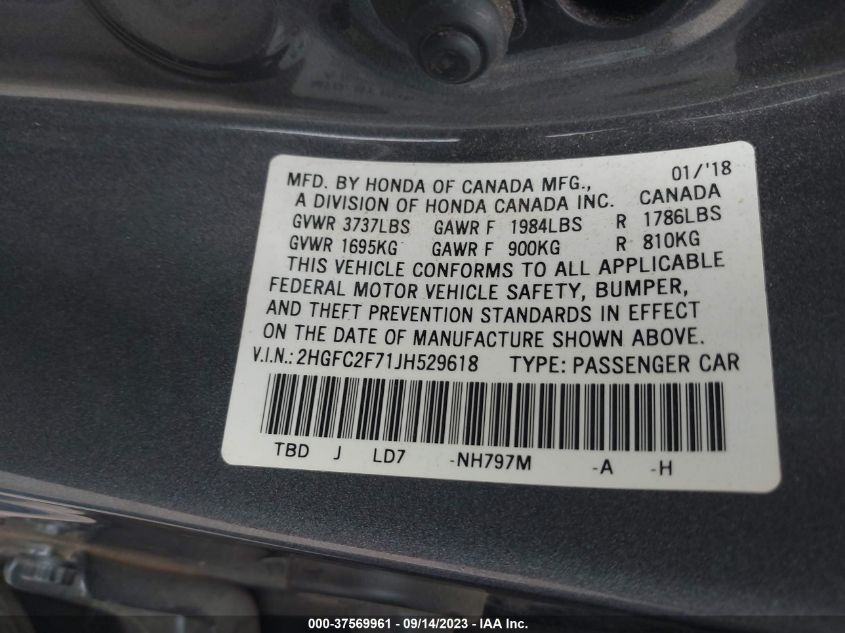 MFD. BY HONDA OF CANADA MFG., 01/'18
A DIVISION OF HONDA CANADA INC. CANADA
GVWR 3737LBS GAWR F 1984LBS R 1786LBS
GVWR 1695KG GAWR F 900KG R 810KG
THIS VEHICLE CONFORMS TO ALL APPLICABLE
FEDERAL MOTOR VEHICLE SAFETY, BUMPER,
AND THEFT PREVENTION STANDARDS IN EFFECT
ON THE DATE OF MANUFACTURE SHOWN ABOVE.
V.I.N.: 2HGFC2F71JH529618 TYPE: PASSENGER CAR
TBD J LD7 -NH797M -A -H
000-37569961 - 09/14/2023 - IAA Inc.